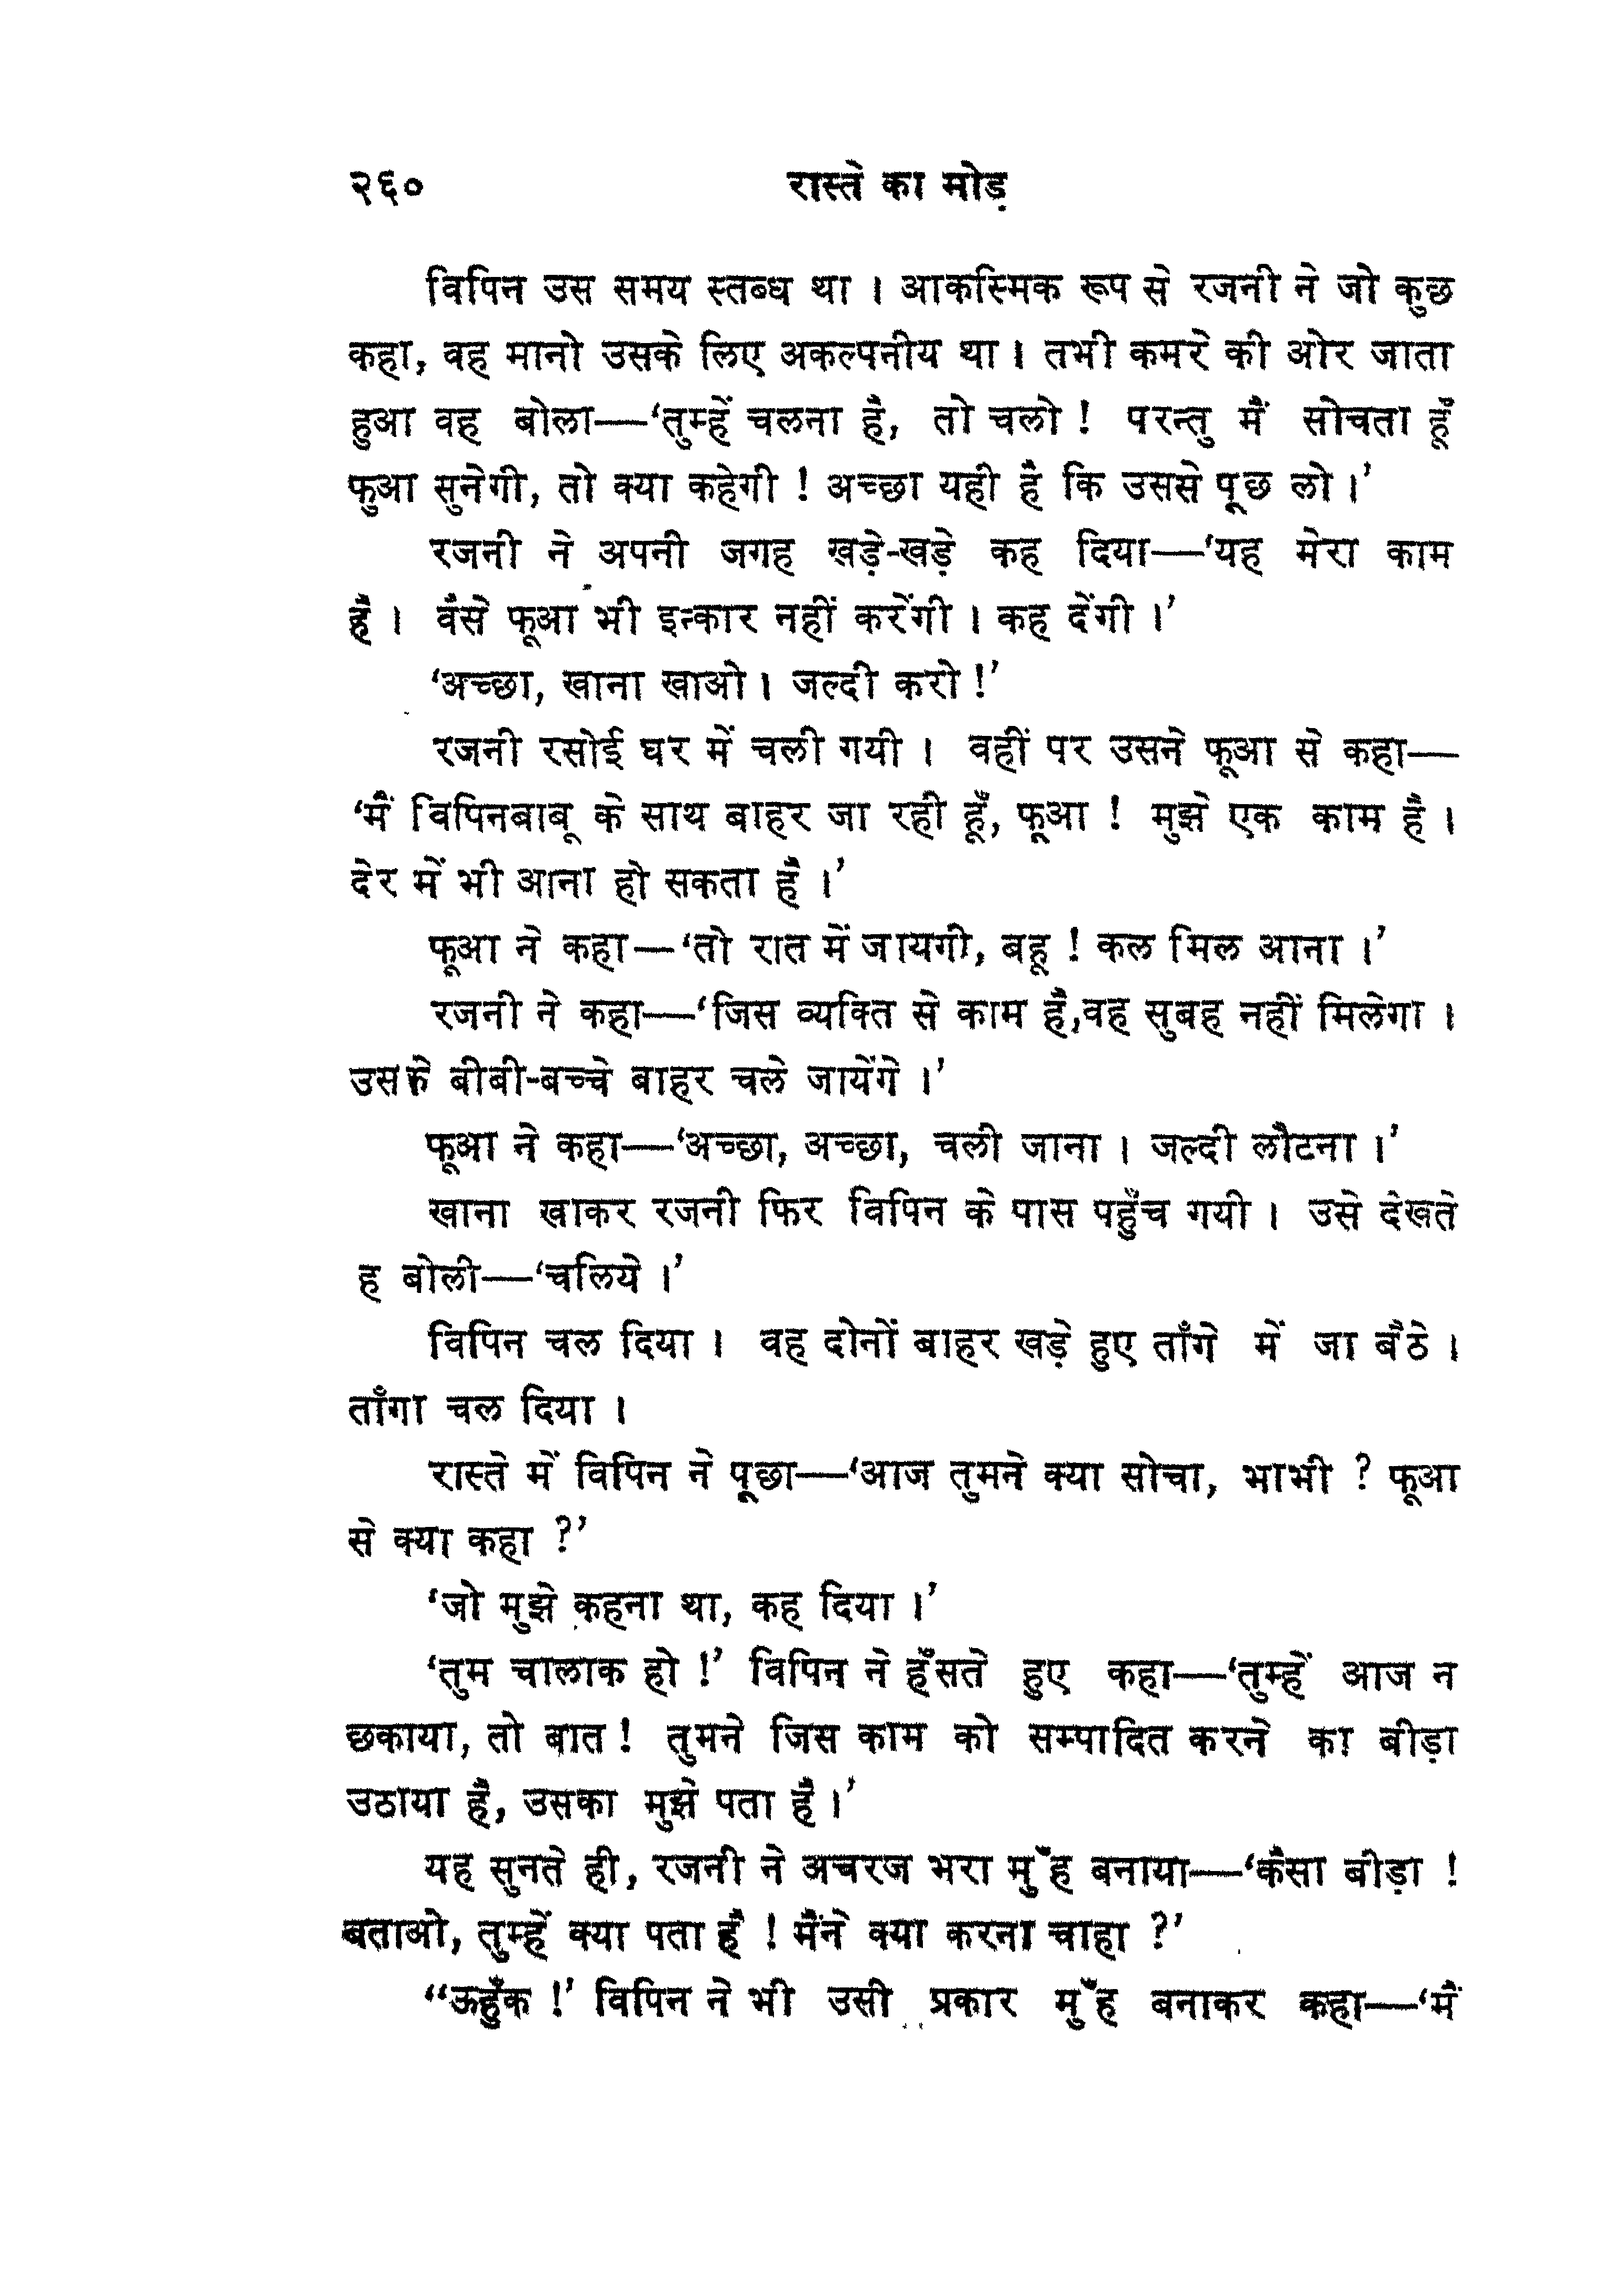 २६० रास्ते का मोड़
विपिन उस समय स्तब्ध था । आकस्मिक रूप से रजनी ने जो कुछ
कहा, वह मानो उसके लिए अकल्पनीय था । तभी कमरे की ओर जाता
हुआ वह बोला—‘तुम्हें चलना है, तो चलो ! परन्तु मैं सोचता हूँ
फुआ सुनेगी, तो क्या कहेगी ! अच्छा यही है कि उससे पूछ लो ।’
रजनी ने अपनी जगह खड़े-खड़े कह दिया—‘यह मेरा काम
है । वैसे फूआ भी इन्कार नहीं करेंगी । कह देंगी ।’
‘अच्छा, खाना खाओ । जल्दी करो !’
रजनी रसोई घर में चली गयी । वहीं पर उसने फूआ से कहा—
‘मैं विपिनबाबू के साथ बाहर जा रही हूँ, फूआ ! मुझे एक काम है ।
देर में भी आना हो सकता है ।’
फूआ ने कहा—‘तो रात में जायगी, बहू ! कल मिल आना ।’
रजनी ने कहा—‘जिस व्यक्ति से काम है,वह सुबह नहीं मिलेगा ।
उसके बीबी-बच्चे बाहर चले जायेंगे ।’
फूआ ने कहा—‘अच्छा, अच्छा, चली जाना । जल्दी लौटना ।’
खाना खाकर रजनी फिर विपिन के पास पहुँच गयी । उसे देखते
ह बोली—‘चलिये ।’
विपिन चल दिया । वह दोनों बाहर खड़े हुए ताँगे में जा बैठे ।
ताँगा चल दिया ।
रास्ते में विपिन ने पूछा—‘आज तुमने क्या सोचा, भाभी ? फूआ
से क्या कहा ?’
‘जो मुझे कहना था, कह दिया ।’
‘तुम चालाक हो !’ विपिन ने हँसते हुए कहा—‘तुम्हें आज न
छकाया, तो बात ! तुमने जिस काम को सम्पादित करने का बीड़ा
उठाया है, उसका मुझे पता है ।’
यह सुनते ही, रजनी ने अचरज भरा मुँह बनाया—‘कैसा बीड़ा !
बताओ, तुम्हें क्या पता है ! मैंने क्या करना चाहा ?’
“ऊहुँक !’ विपिन ने भी उसी प्रकार मुँह बनाकर कहा—‘मैं